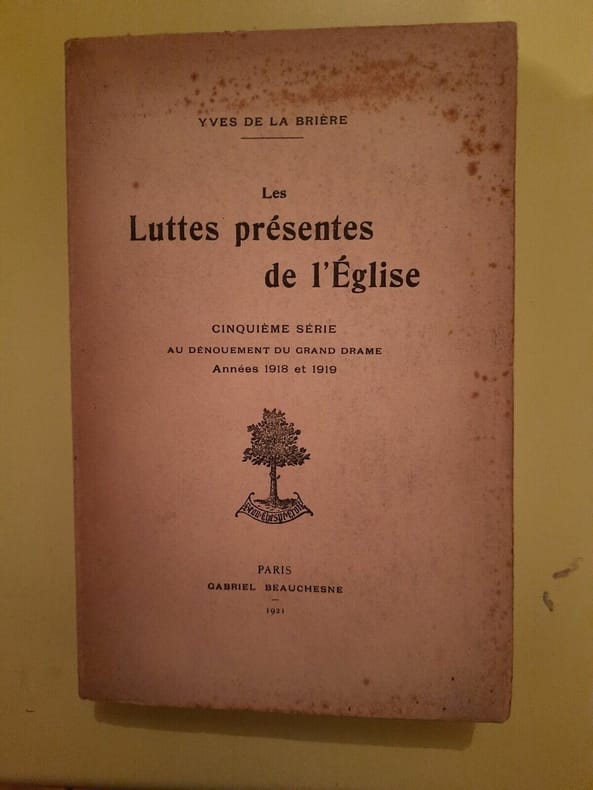 YVES DE LA BRIÈRE
Les
Luttes présentes
de l'Église
CINQUIÈME SÉRIE
AU DÉNOUEMENT DU GRAND DRAME
Années 1918 et 1919
PARIS
GABRIEL BEAUCHESNE
1921